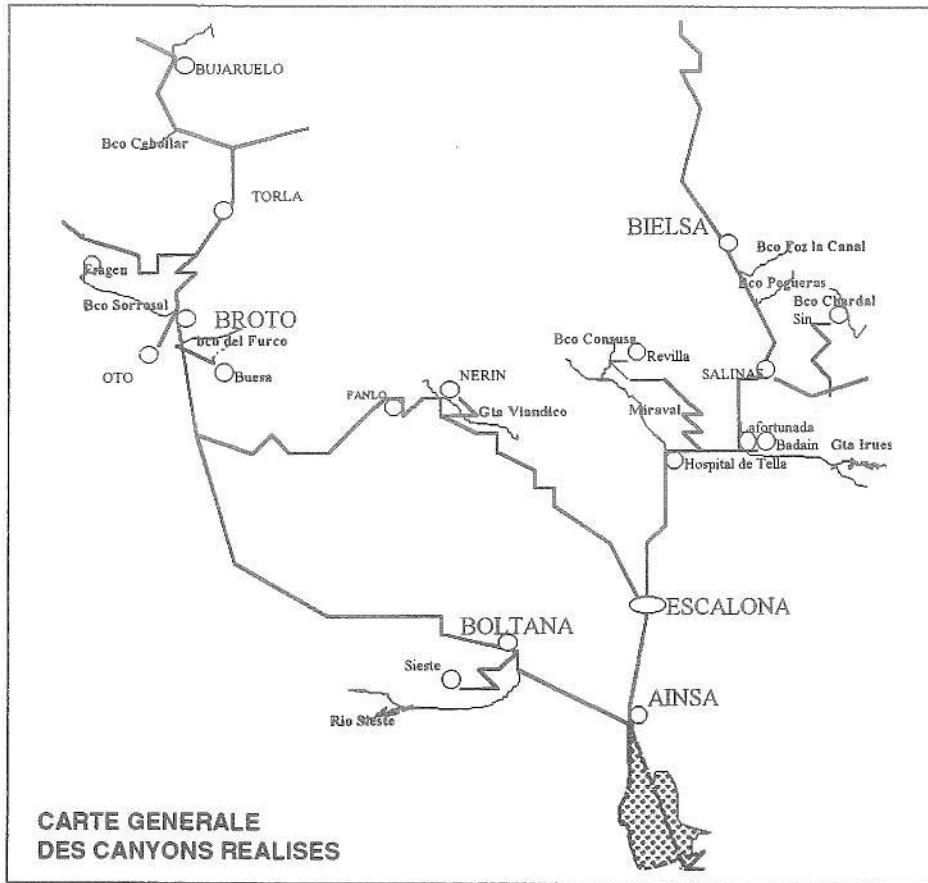 BUJARUELO
Bco Cebollar
TORLA
BIELSA
Bco Foz la Canal
Fragen
Bco Pegueras
Bco Chardal
Bco Sorrosal
Sin
BROTO
bco del Furco
Bco Consusa
Revilla
OTO
Buesa
NERIN
SALINAS
FANLO
Gta Viandico
Miraval
Lafortunada
Badain
Gta Irues
Hospital de Tella
ESCALONA
BOLTANA
Sieste
AINSA
Rio Sieste
CARTE GENERALE
DES CANYONS REALISES